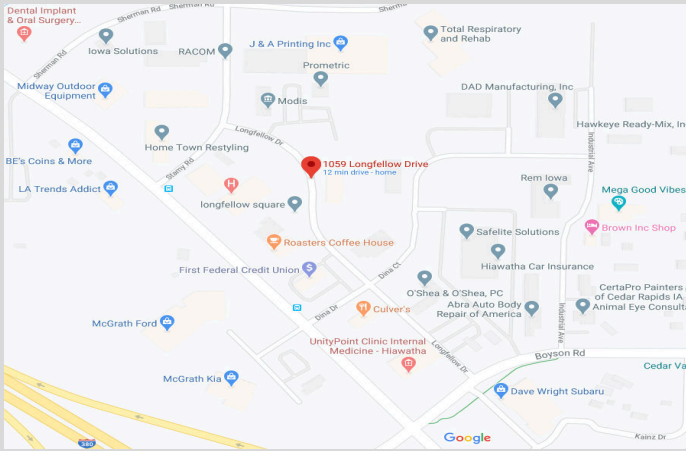 Dental Implant
& Oral Surgery...
Sherman Rd
Sherman Rd
Iowa Solutions
RACOM
J & A Printing Inc
Total Respiratory
and Rehab
Sherman Rd
Prometric
Midway Outdoor
Equipment
Modis
DAD Manufacturing, Inc
Hawkeye Ready-Mix, In
Longfellow Dr
Home Town Restyling
Industrial Ave
BE's Coins & More
Stamy Rd
1059 Longfellow Drive
12 min drive - home
LA Trends Addict
H
longfellow square
Rem Iowa
Mega Good Vibes
Brown Inc Shop
Safelite Solutions
Roasters Coffee House
Hiawatha Car Insurance
First Federal Credit Union
$
Dina Ct
O'Shea & O'Shea, PC
CertaPro Painters
of Cedar Rapids IA
Animal Eye Consulta
Abra Auto Body
Repair of America
Industrial Ave
Dina Dr
Culver's
McGrath Ford
UnityPoint Clinic Internal
Medicine - Hiawatha
Longfellow Dr
Boyson Rd
Cedar Va
McGrath Kia
Dave Wright Subaru
380
Google
Kainz Dr